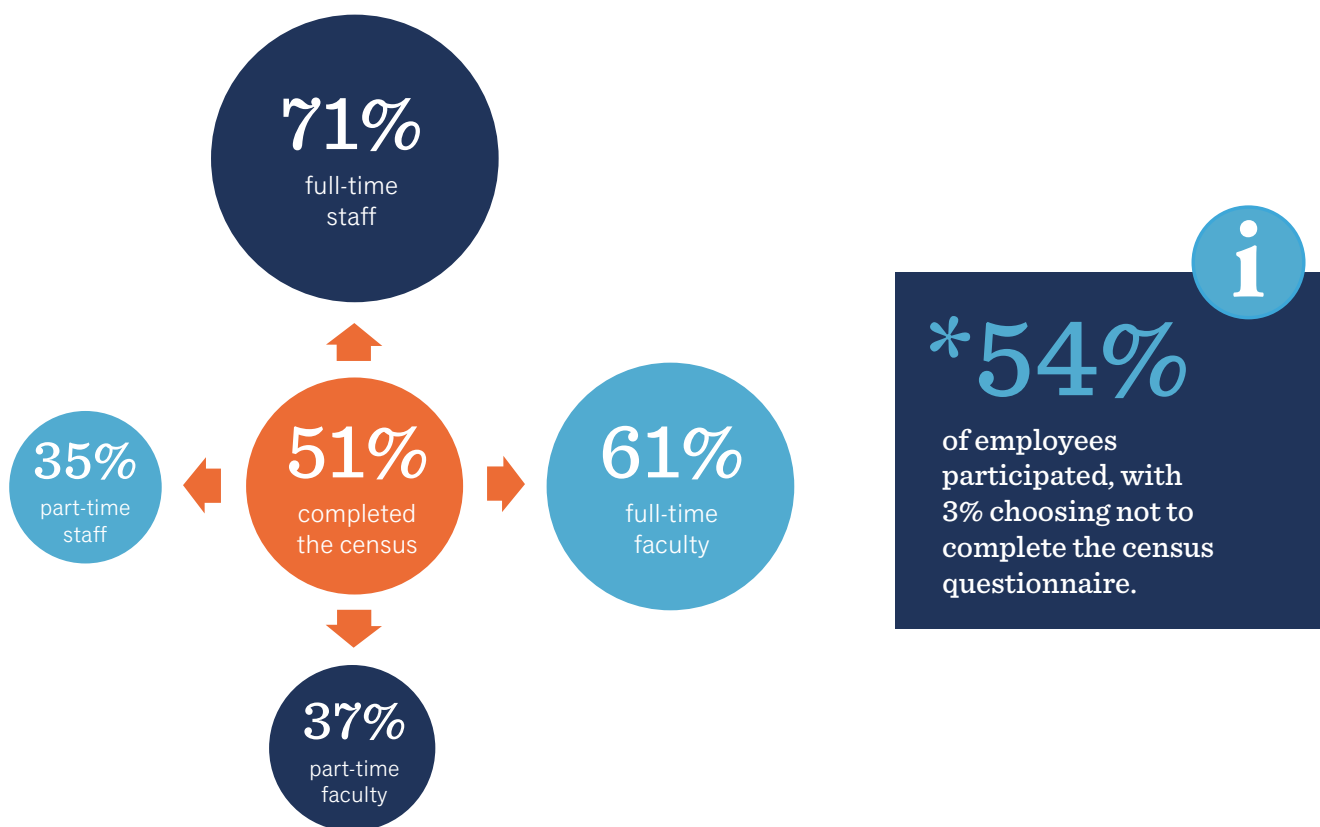 71%
full-time
staff
35%
part-time
staff
51%
completed
the census
61%
full-time
faculty
37%
part-time
faculty
i
*54%
of employees
participated, with
3% choosing not to
complete the census
questionnaire.